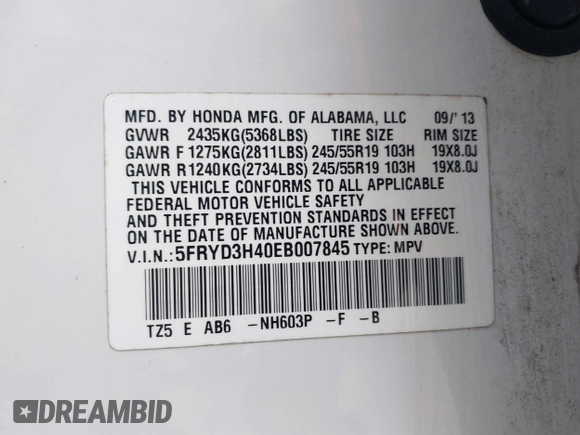 MFD. BY HONDA MFG. OF ALABAMA, LLC 09/'13
GVWR 2435KG(5368LBS) TIRE SIZE RIM SIZE
GAWR F 1275KG(2811LBS) 245/55R19 103H 19X8.0J
GAWR R1240KG(2734LBS) 245/55R19 103H 19X8.0J
THIS VEHICLE CONFORMS TO ALL APPLICABLE
FEDERAL MOTOR VEHICLE SAFETY
AND THEFT PREVENTION STANDARDS IN EFFECT
ON THE DATE OF MANUFACTURE SHOWN ABOVE.
V.I.N.:5FRYD3H40EB007845 TYPE: MPV
TZ5 E AB6 -NH603P -F -B
DREAMBID